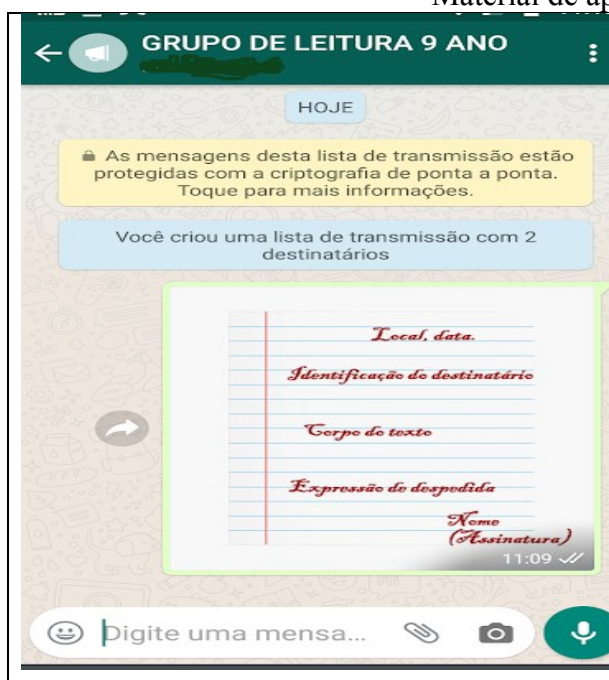 Material de ap
GRUPO DE LEITURA 9 ANO
HOJE
As mensagens desta lista de transmissão estão
protegidas com a criptografia de ponta a ponta.
Toque para mais informações.
Você criou uma lista de transmissão com 2
destinatários
Local, data.
Identificação do destinatário
Corpo do texto
Expressão de despedida
Nome
(Assinatura)
11:09
Digite uma mensa...